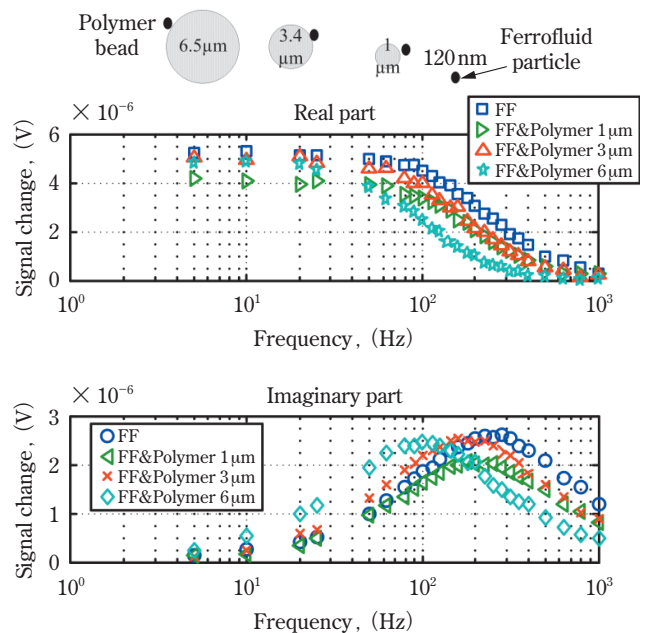 Polymer
bead
6.5μm
3.4
μm
1
μm
120 nm
Ferrofluid
particle
× 10⁻⁶
Real part
FF
FF&Polymer 1 μm
FF&Polymer 3 μm
FF&Polymer 6 μm
Signal change, (V)
6
4
2
0
10⁰
10¹
10²
10³
Frequency, (Hz)
× 10⁻⁶
Imaginary part
FF
FF&Polymer 1 μm
FF&Polymer 3 μm
FF&Polymer 6 μm
Signal change, (V)
3
2
1
0
10⁰
10¹
10²
10³
Frequency, (Hz)